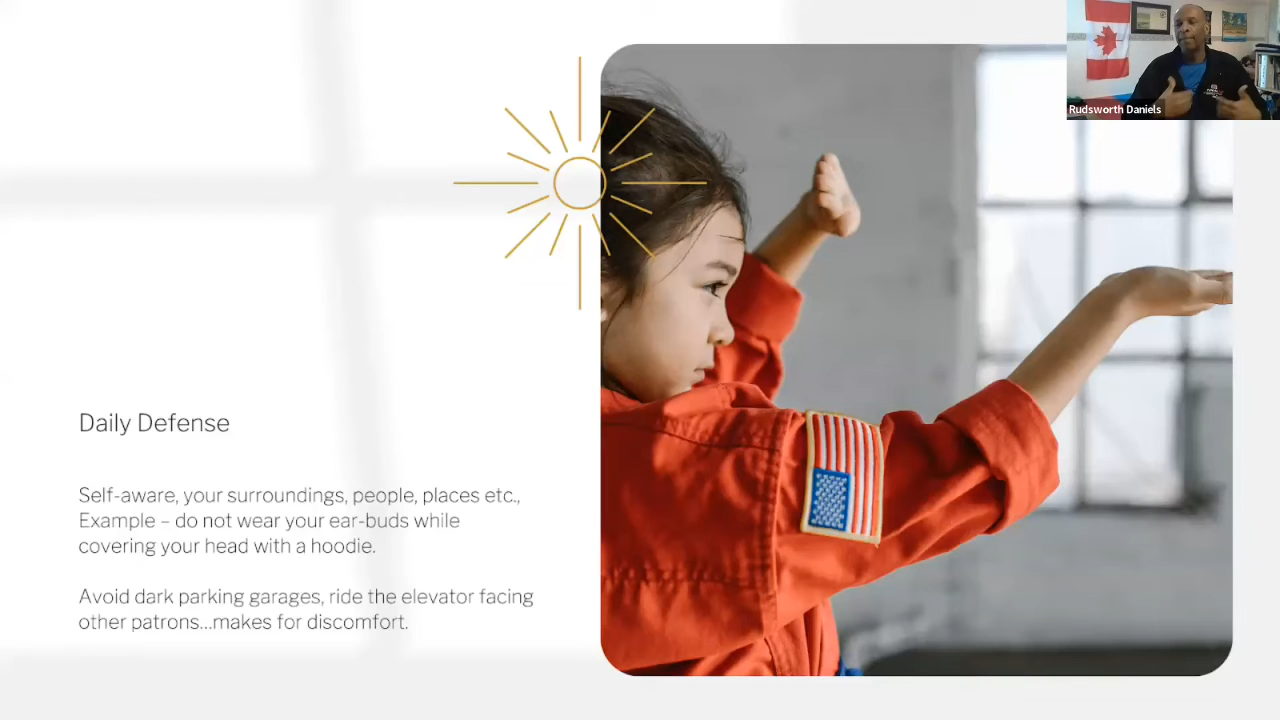 Rudsworth Daniels
Daily Defense
Self-aware, your surroundings, people, places etc.,
Example – do not wear your ear-buds while
covering your head with a hoodie.
Avoid dark parking garages, ride the elevator facing
other patrons...makes for discomfort.